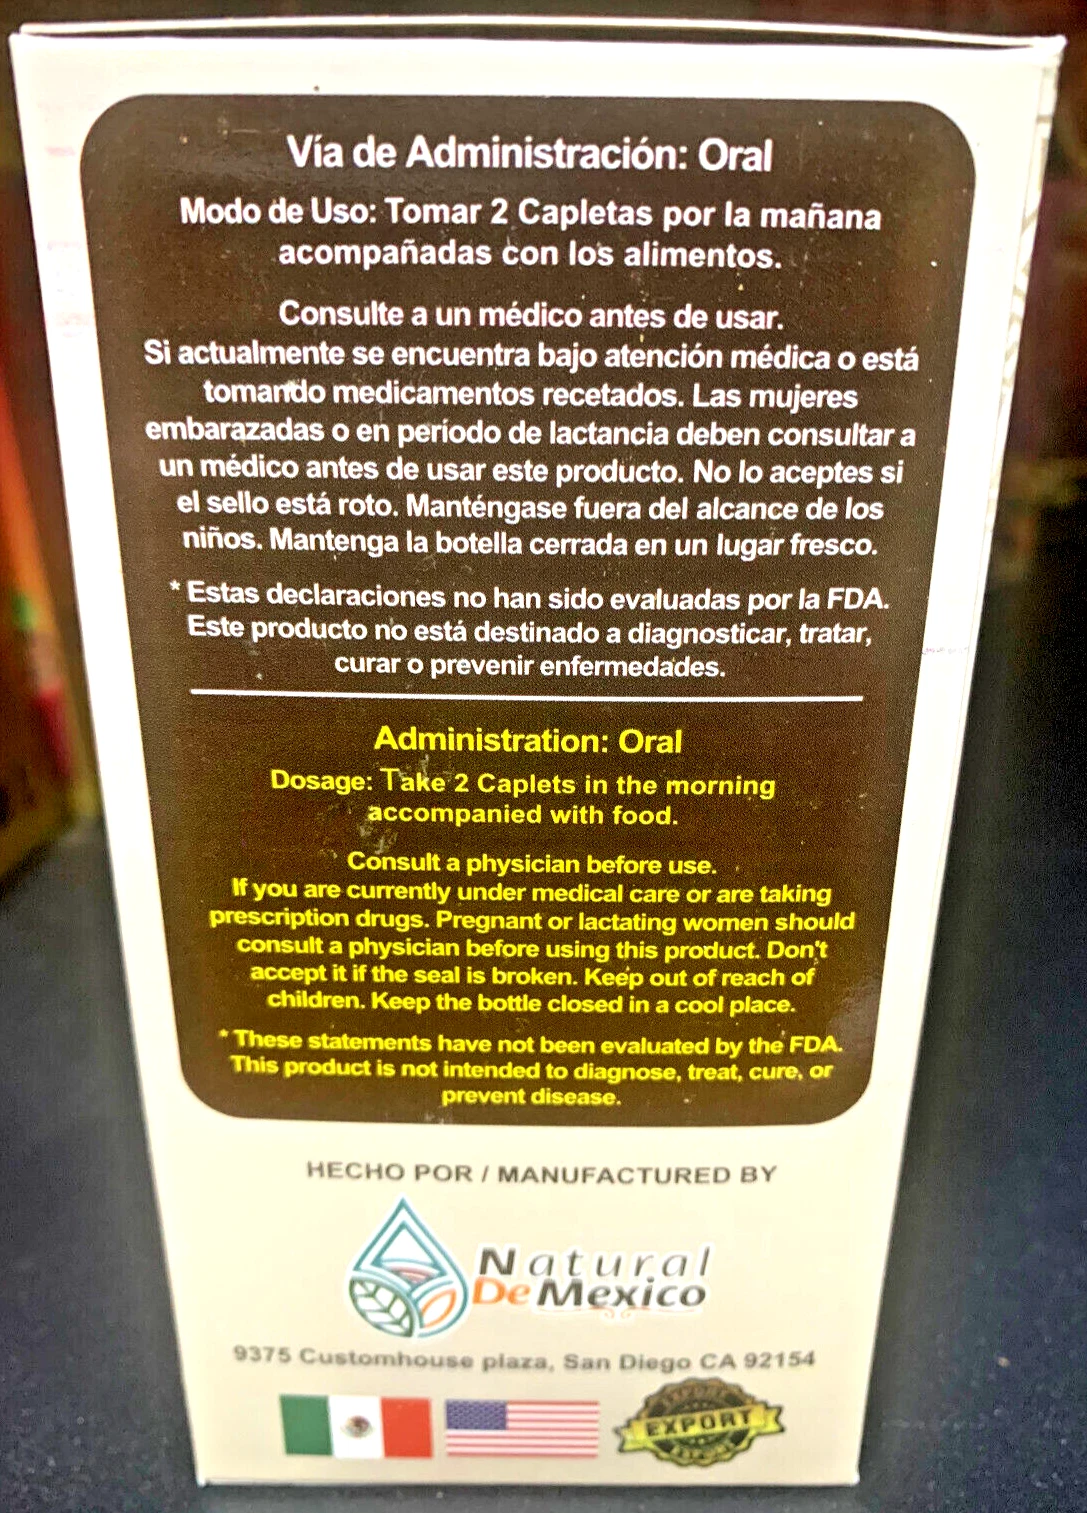 Vía de Administración: Oral
Modo de Uso: Tomar 2 Capletas por la mañana
acompañadas con los alimentos.
Consulte a un médico antes de usar.
Si actualmente se encuentra bajo atención médica o está
tomando medicamentos recetados. Las mujeres
embarazadas o en periodo de lactancia deben consultar a
un médico antes de usar este producto. No lo aceptes si
el sello está roto. Manténgase fuera del alcance de los
niños. Mantenga la botella cerrada en un lugar fresco.
* Estas declaraciones no han sido evaluadas por la FDA.
Este producto no está destinado a diagnosticar, tratar,
curar o prevenir enfermedades.
Administration: Oral
Dosage: Take 2 Caplets in the morning
accompanied with food.
Consult a physician before use.
If you are currently under medical care or are taking
prescription drugs. Pregnant or lactating women should
consult a physician before using this product. Don't
accept it if the seal is broken. Keep out of reach of
children. Keep the bottle closed in a cool place.
* These statements have not been evaluated by the FDA.
This product is not intended to diagnose, treat, cure, or
prevent disease.
HECHO POR / MANUFACTURED BY
Natural
De Mexico
9375 Customhouse plaza, San Diego CA 92154
EXPORT
EXPORT
EXPORT